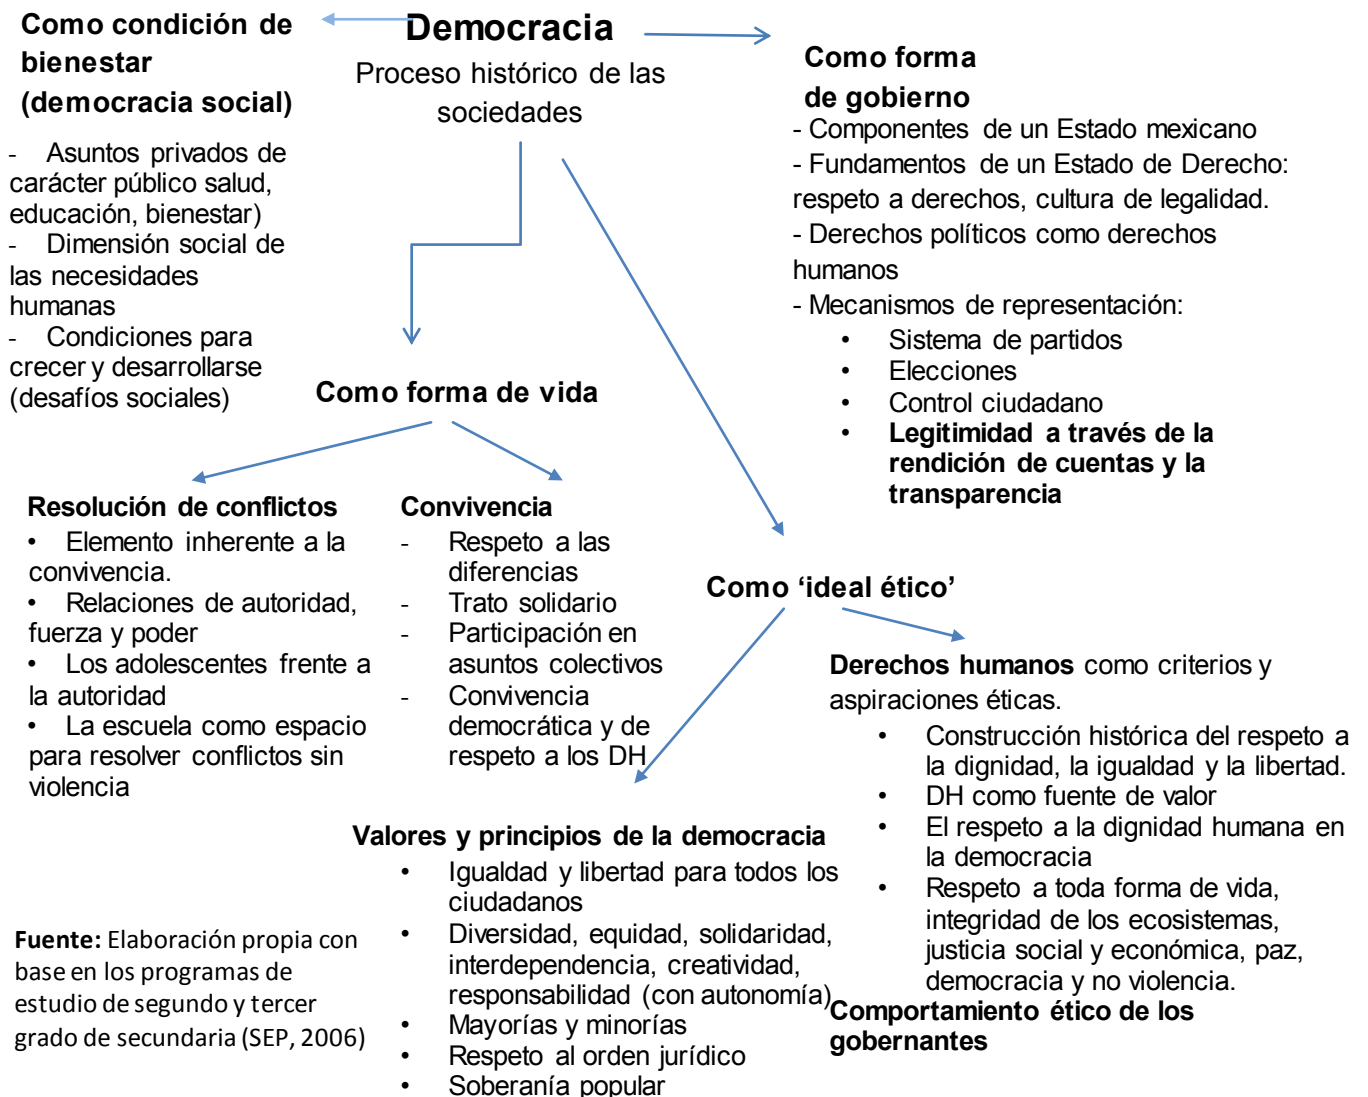 Democracia
Proceso histórico de las
sociedades
Como condición de
bienestar
(democracia social)
- Asuntos privados de
carácter público salud,
educación, bienestar)
- Dimensión social de
las necesidades
humanas
- Condiciones para
crecer y desarrollarse
(desafíos sociales)
Como forma
de gobierno
- Componentes de un Estado mexicano
- Fundamentos de un Estado de Derecho:
respeto a derechos, cultura de legalidad.
- Derechos políticos como derechos
humanos
- Mecanismos de representación:
• Sistema de partidos
• Elecciones
• Control ciudadano
• Legitimidad a través de la
rendición de cuentas y la
transparencia
Como forma de vida
Resolución de conflictos
• Elemento inherente a la
convivencia.
• Relaciones de autoridad,
fuerza y poder
• Los adolescentes frente a
la autoridad
• La escuela como espacio
para resolver conflictos sin
violencia
Convivencia
- Respeto a las
diferencias
- Trato solidario
- Participación en
asuntos colectivos
- Convivencia
democrática y de
respeto a los DH
Como ‘ideal ético’
Derechos humanos como criterios y
aspiraciones éticas.
• Construcción histórica del respeto a
la dignidad, la igualdad y la libertad.
• DH como fuente de valor
• El respeto a la dignidad humana en
la democracia
• Respeto a toda forma de vida,
integridad de los ecosistemas,
justicia social y económica, paz,
democracia y no violencia.
Comportamiento ético de los
gobernantes
Valores y principios de la democracia
• Igualdad y libertad para todos los
ciudadanos
• Diversidad, equidad, solidaridad,
interdependencia, creatividad,
responsabilidad (con autonomía)
• Mayorías y minorías
• Respeto al orden jurídico
• Soberanía popular
Fuente: Elaboración propia con
base en los programas de
estudio de segundo y tercer
grado de secundaria (SEP, 2006)